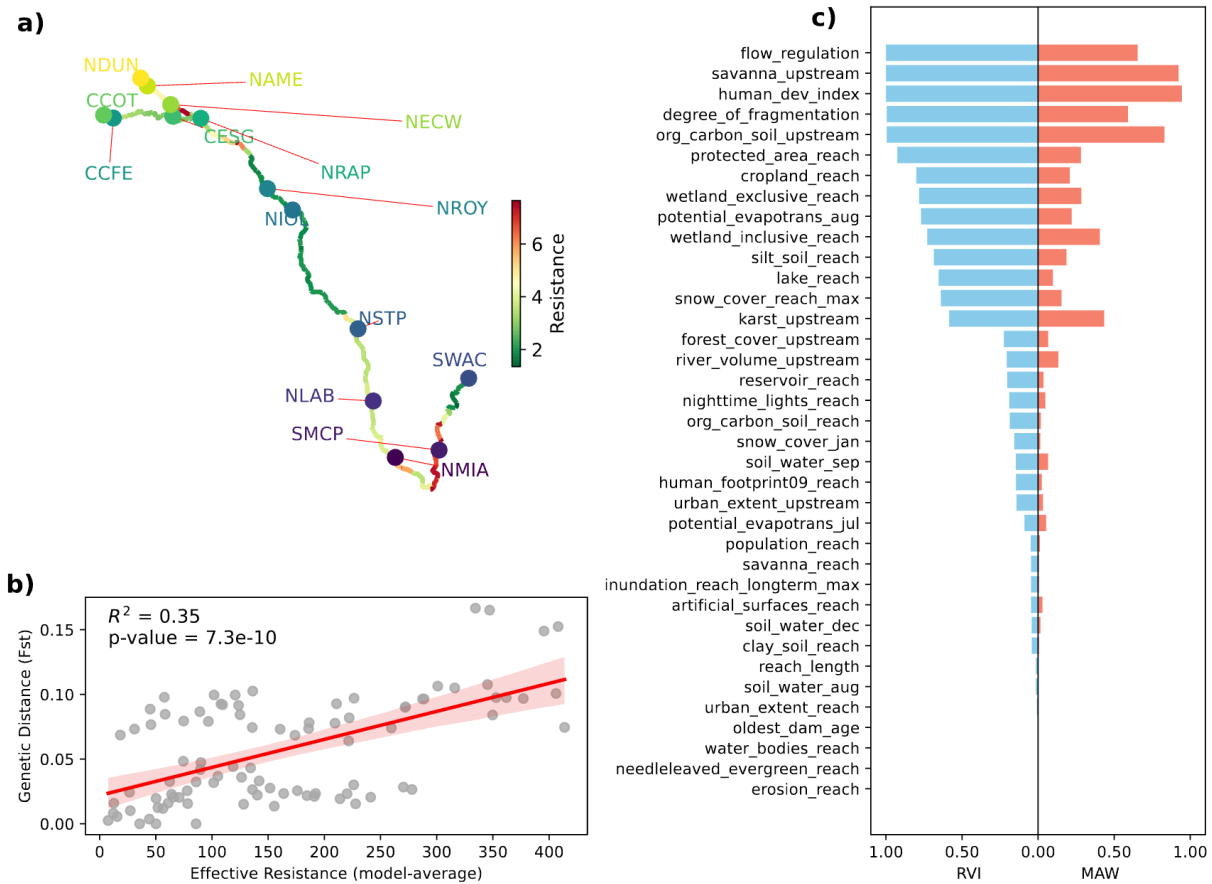 a)
NDUN
NAME
CCOT
NECW
CESG
CCFE
NRAP
NROY
NIOL
6
4
2
Resistance
NSTP
SWAC
NLAB
SMCP
NMIA
b)
R² = 0.35
p-value = 7.3e-10
0.15
0.10
0.05
0.00
Genetic Distance (Fst)
0
50
100
150
200
250
300
350
400
Effective Resistance (model-average)
c)
flow_regulation
savanna_upstream
human_dev_index
degree_of_fragmentation
org_carbon_soil_upstream
protected_area_reach
cropland_reach
wetland_exclusive_reach
potential_evapotrans_aug
wetland_inclusive_reach
silt_soil_reach
lake_reach
snow_cover_reach_max
karst_upstream
forest_cover_upstream
river_volume_upstream
reservoir_reach
nighttime_lights_reach
org_carbon_soil_reach
snow_cover_jan
soil_water_sep
human_footprint09_reach
urban_extent_upstream
potential_evapotrans_jul
population_reach
savanna_reach
inundation_reach_longterm_max
artificial_surfaces_reach
soil_water_dec
clay_soil_reach
reach_length
soil_water_aug
urban_extent_reach
oldest_dam_age
water_bodies_reach
needleleaved_evergreen_reach
erosion_reach
1.00
0.50
0.00
0.50
1.00
RVI
MAW